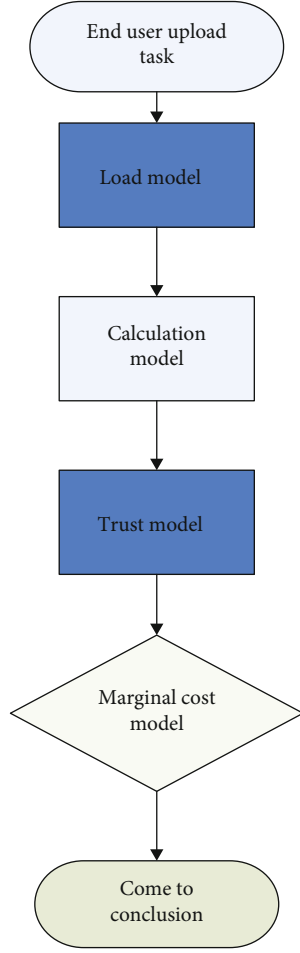 End user upload
task
Load model
Calculation
model
Trust model
Marginal cost
model
Come to
conclusion